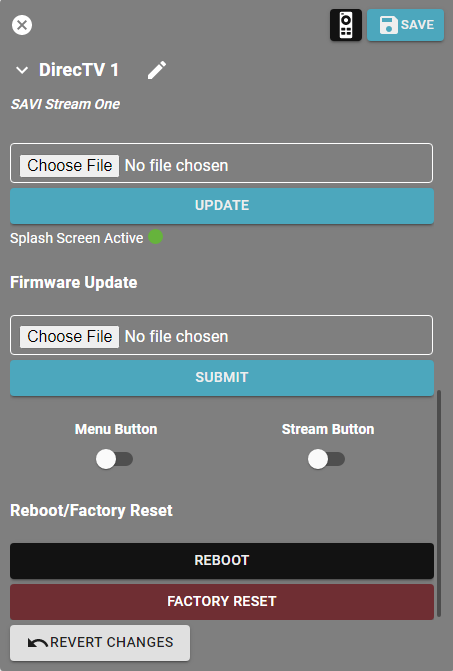 SAVE
DirecTV 1
SAVI Stream One
Choose File No file chosen
UPDATE
Splash Screen Active
Firmware Update
Choose File No file chosen
SUBMIT
Menu Button Stream Button
Reboot/Factory Reset
REBOOT
FACTORY RESET
REVERT CHANGES